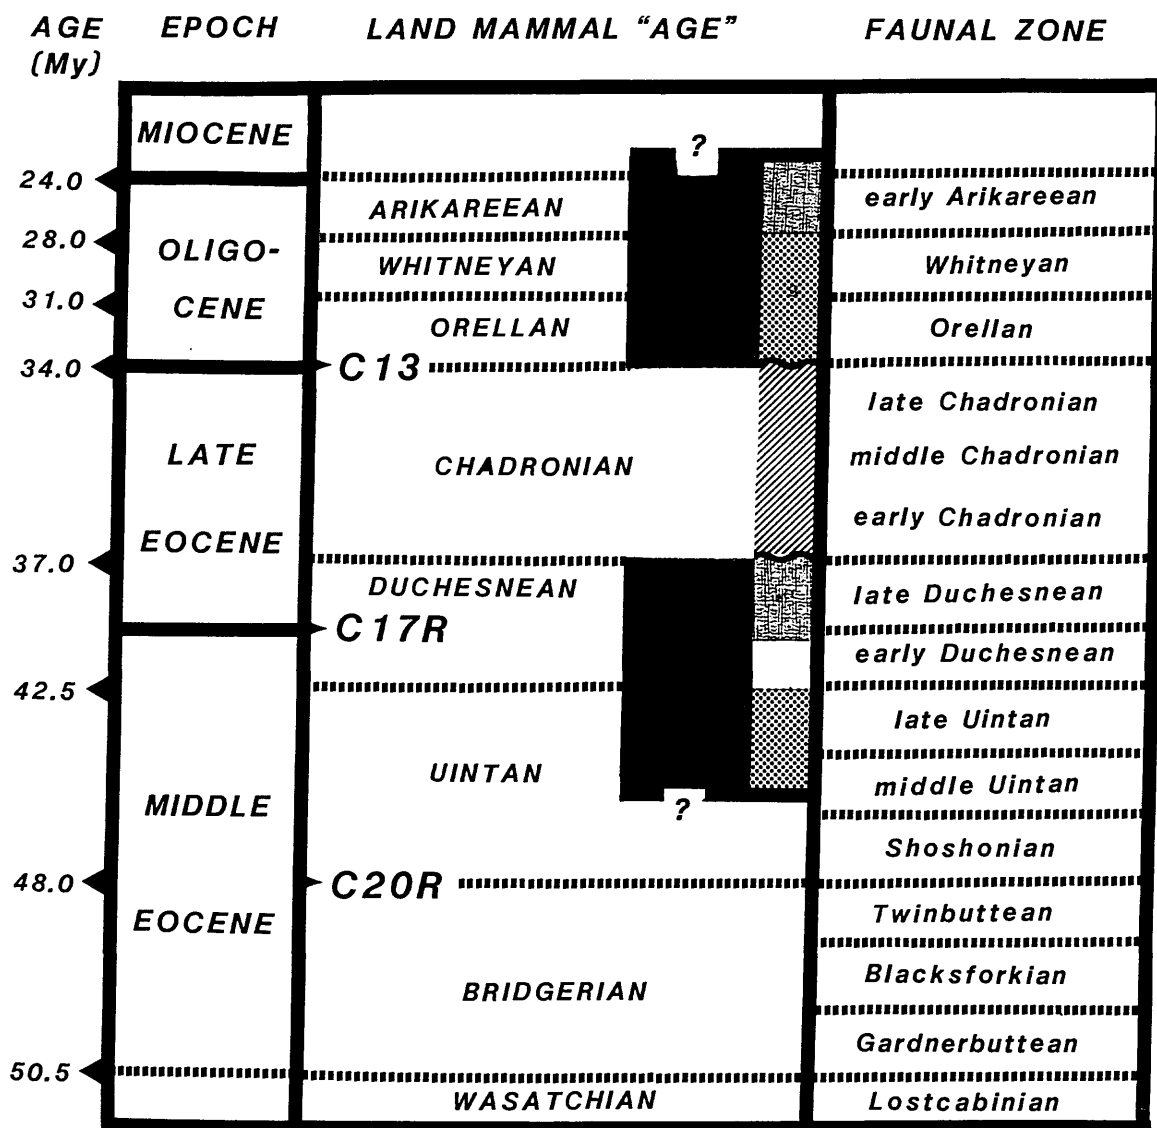 AGE EPOCH LAND MAMMAL “AGE” FAUNAL ZONE
(My)
MIOCENE
?
24.0
ARIKAREEAN early Arikareean
28.0
OLIGO-
WHITNEYAN Whitneyan
31.0
CENE
ORELLAN Orellan
34.0 C13
late Chadronian
LATE
CHADRONIAN middle Chadronian
EOCENE
early Chadronian
37.0
DUCHESNEAN late Duchesnean
C17R
early Duchesnean
42.5
late Uintan
UINTAN middle Uintan
MIDDLE
?
Shoshonian
48.0 C20R
EOCENE
Twinbuttean
Blacksforkian
BRIDGERIAN
Gardnerbuttean
50.5
WASATCHIAN Lostcabinian